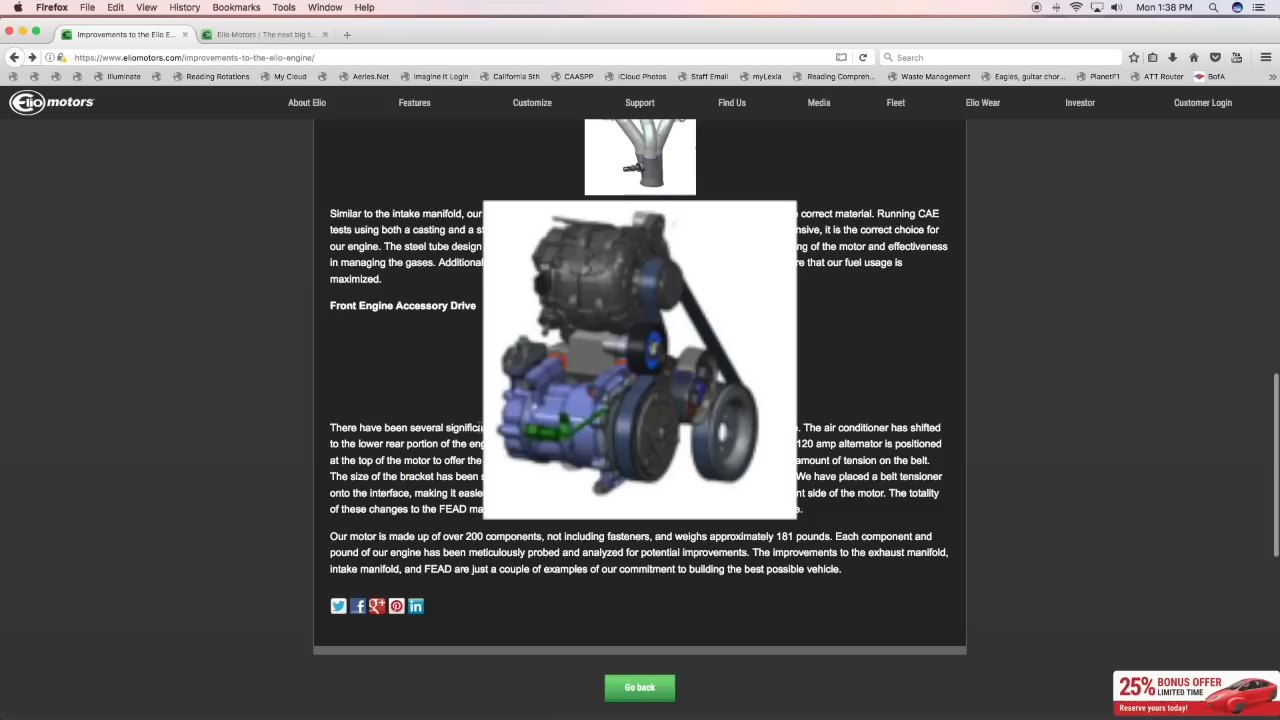 Firefox File Edit View History Bookmarks Tools Window Help Mon 1:38 PM
Improvements to the Elio E... Elio Motors | The next big t...
https://www.eliomotors.com/improvements-to-the-elio-engine/ Search
Illuminate Reading Rotations My Cloud Aeries.Net Imagine It Login California 5th CAASPP iCloud Photos Staff Email myLexia Reading Compreh... Waste Management Eagles, guitar chor... PlanetF1 ATT Router BofA
Elio motors About Elio Features Customize Support Find Us Media Fleet Elio Wear Investor Customer Login
Similar to the intake manifold, our correct material. Running CAE
tests using both a casting and a st nsive, it is the correct choice for
our engine. The steel tube design ng of the motor and effectiveness
in managing the gases. Additional re that our fuel usage is
maximized.
Front Engine Accessory Drive
There have been several significa . The air conditioner has shifted
to the lower rear portion of the eng 120 amp alternator is positioned
at the top of the motor to offer the amount of tension on the belt.
The size of the bracket has been s We have placed a belt tensioner
onto the interface, making it easie nt side of the motor. The totality
of these changes to the FEAD ma e.
Our motor is made up of over 200 components, not including fasteners, and weighs approximately 181 pounds. Each component and
pound of our engine has been meticulously probed and analyzed for potential improvements. The improvements to the exhaust manifold,
intake manifold, and FEAD are just a couple of examples of our commitment to building the best possible vehicle.
Go back
25% BONUS OFFER
LIMITED TIME
Reserve yours today!